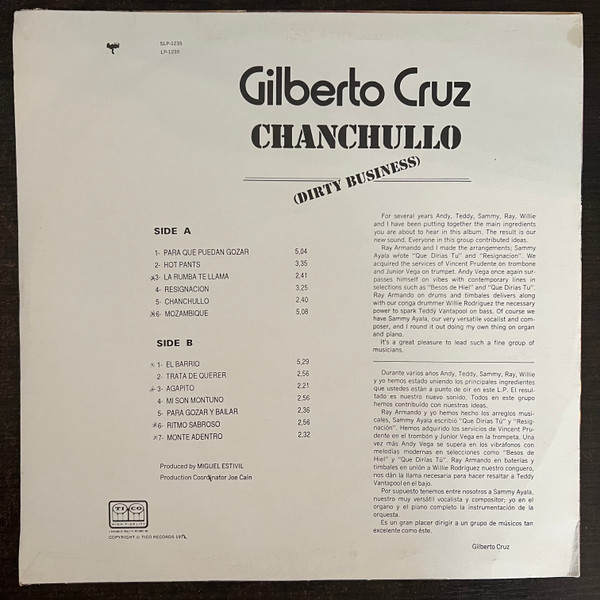 SLP-1235
LP-1235
Gilberto Cruz
CHANCHULLO
(DIRTY BUSINESS)
SIDE A
1- PARA QUE PUEDAN GOZAR 5,04
2- HOT PANTS 3,35
3- LA RUMBA TE LLAMA 2,41
4- RESIGNACION 3,25
5- CHANCHULLO 2,40
6- MOZAMBIQUE 5,08
SIDE B
1- EL BARRIO 5,29
2- TRATA DE QUERER 2,56
3- AGAPITO 2,21
4- MI SON MONTUNO 2,56
5- PARA GOZAR Y BAILAR 2,36
6- RITMO SABROSO 2,56
7- MONTE ADENTRO 2,32
Produced by MIGUEL ESTIVIL
Production Coordinator Joe Cain
TICO
HIGH FIDELITY
COPYRIGHT © TICO RECORDS
For several years Andy, Teddy, Sammy, Ray, Willie
and I have been putting together the main ingredients
you are about to hear in this album. The result is our
new sound. Everyone in this group contributed ideas.
Ray Armando and I made the arrangements; Sammy
Ayala wrote "Que Dirias Tu" and "Resignacion". We
acquired the services of Vincent Prudente on trombone
and Junior Vega on trumpet. Andy Vega once again sur-
passes himself on vibes with contemporary melodies in
selections such as "Besos de Hiel" and "Que Dirias Tu".
Ray Armando on drums and timbales delivers along
with our conga drummer Willie Rodriguez the necessary
power to spark Teddy Vantapool on bass. Of course we
have Sammy Ayala, our very versatile vocalist and com-
poser, and I round it out doing my own thing on organ
and piano.
It's a great pleasure to lead such a fine group of
musicians.
Durante varios años Andy, Teddy, Sammy, Ray, Willie
y yo hemos estado uniendo los principales ingredientes
que ustedes están a punto de oir en este L.P. El resul-
tado es nuestro nuevo sonido. Todos en este grupo
hemos contribuido con nuestras ideas.
Ray Armando y yo hemos hecho los arreglos musi-
cales, Sammy Ayala escribió "Que Dirias Tú" y "Resig-
nación". Hemos adquirido los servicios de Vincent Pru-
dente en el trombón y Junior Vega en la trompeta. Una
vez más Andy Vega se supera en los vibráfonos con
melodías modernas en selecciones como "Besos de
Hiel" y "Que Dirias Tú". Ray Armando en baterías y
timbales en unión a Willie Rodriguez nuestro conguero,
nos dán la llama necesaria para hacer resaltar a Teddy
Vantapool en el bajo.
Por supuesto tenemos entre nosotros a Sammy Ayala,
nuestro muy versátil vocalista y compositor; yo en el
organo y el piano completo la instrumentación de la
orquesta.
Es un gran placer dirigir a un grupo de músicos tan
excelente como éste.
Gilberto Cruz